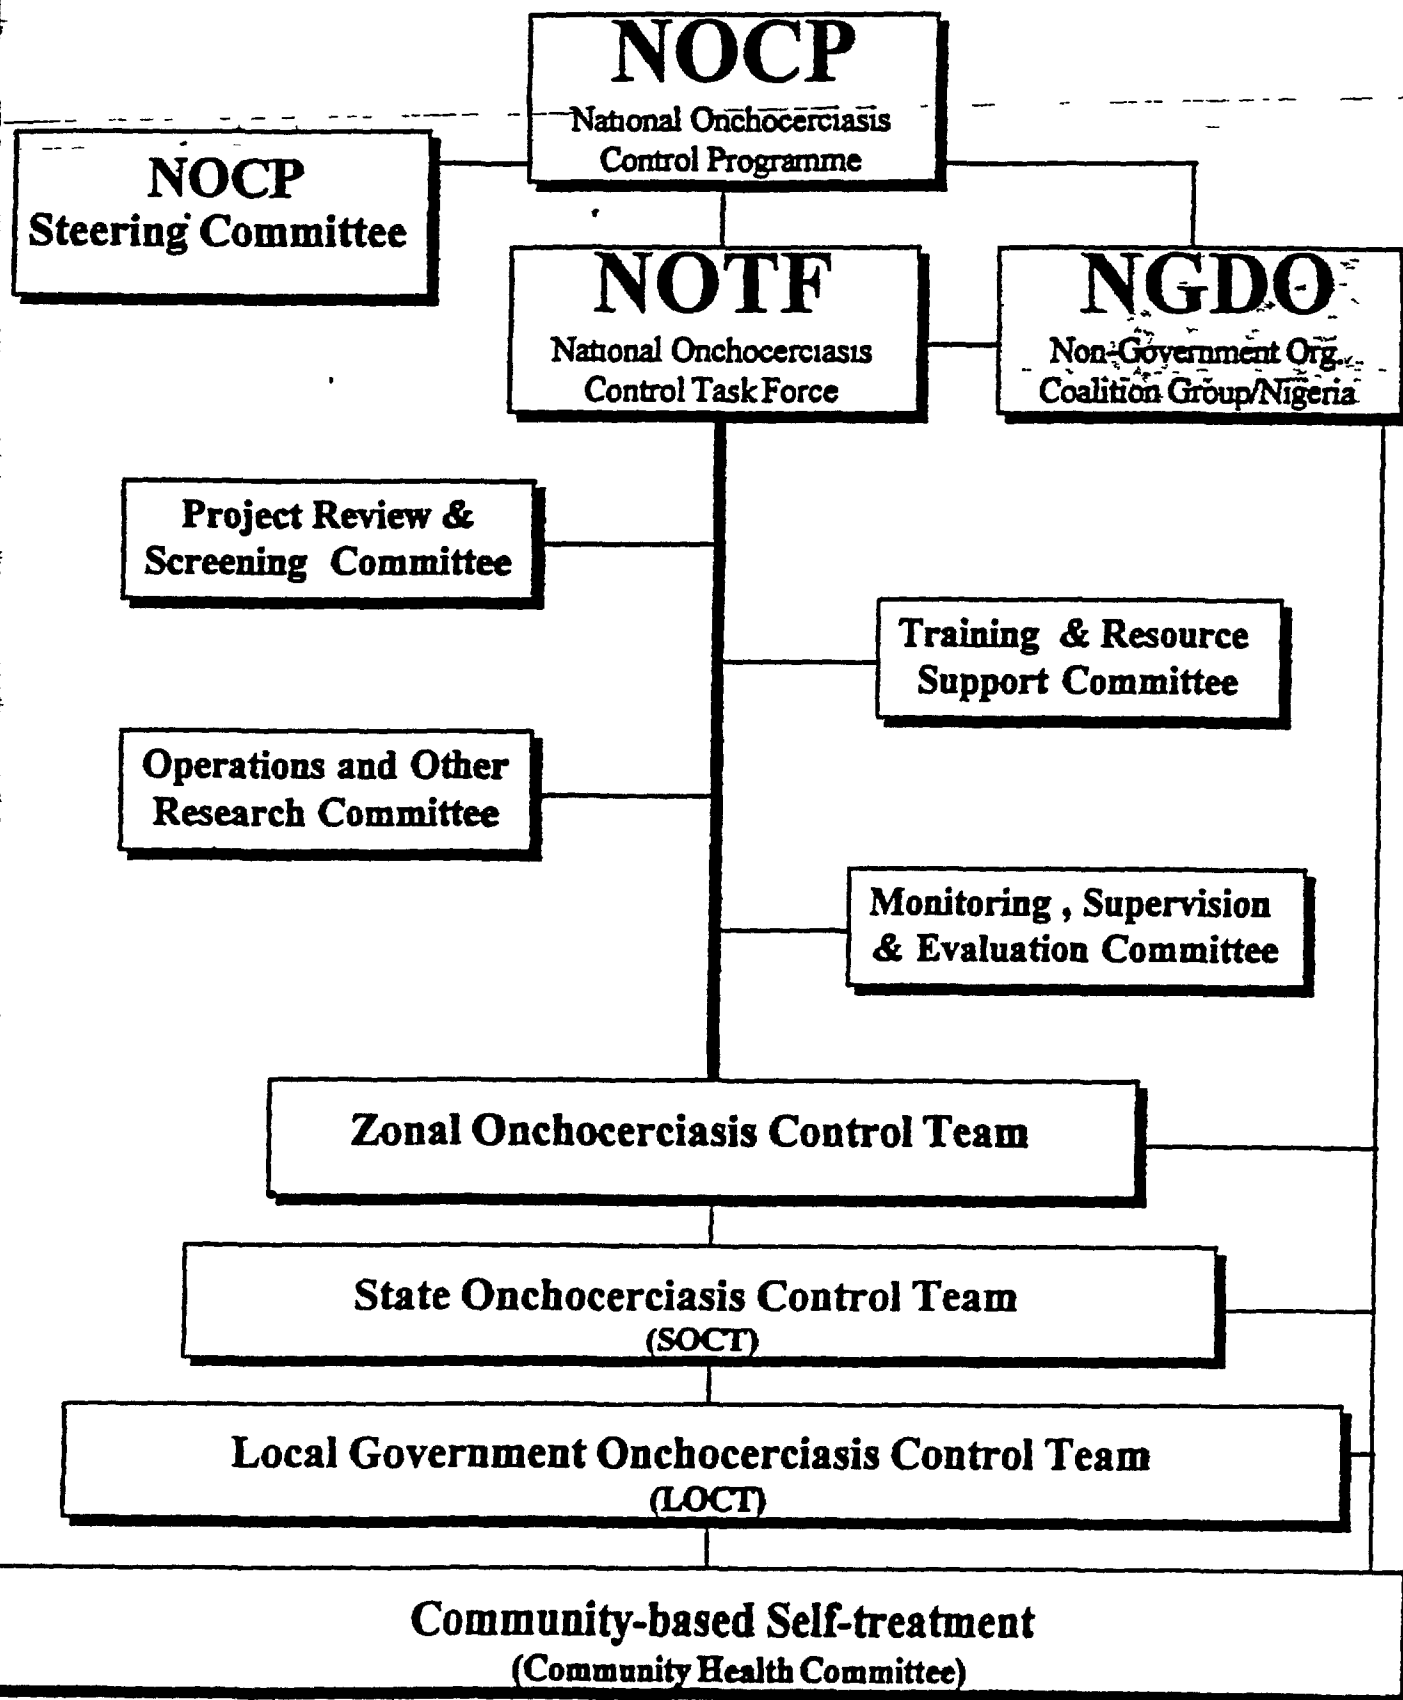 NOCP
National Onchocerciasis
Control Programme
NOCP
Steering Committee
NOTF
National Onchocerciasis
Control Task Force
NGDO
Non-Government Org.
Coalition Group/Nigeria
Project Review &
Screening Committee
Training & Resource
Support Committee
Operations and Other
Research Committee
Monitoring , Supervision
& Evaluation Committee
Zonal Onchocerciasis Control Team
State Onchocerciasis Control Team
(SOCT)
Local Government Onchocerciasis Control Team
(LOCT)
Community-based Self-treatment
(Community Health Committee)